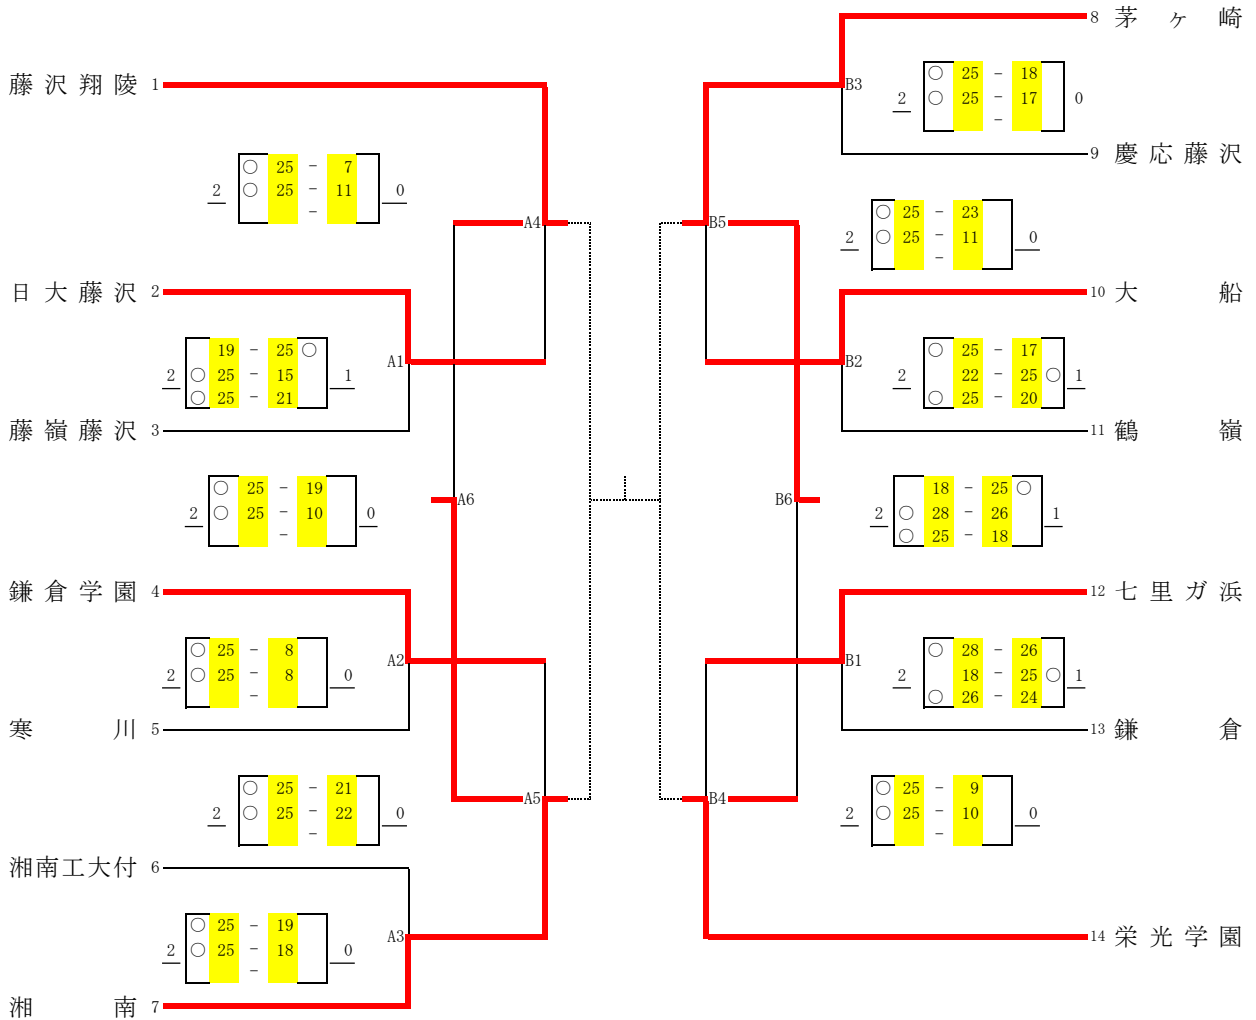 8 茅ヶ崎
藤沢翔陵 1
B3
25 - 18
2 25 - 17 0
-
9 慶応藤沢
25 - 7
2 25 - 11 0
-
A4
B5
25 - 23
2 25 - 11 0
-
日大藤沢 2
10 大船
19 - 25
2 25 - 15 1
25 - 21
A1
B2
25 - 17
2 22 - 25 1
25 - 20
藤嶺藤沢 3
11 鶴嶺
25 - 19
2 25 - 10 0
-
A6
B6
18 - 25
2 28 - 26 1
25 - 18
鎌倉学園 4
12 七里ガ浜
25 - 8
2 25 - 8 0
-
A2
B1
28 - 26
2 18 - 25 1
26 - 24
寒川 5
13 鎌倉
25 - 21
2 25 - 22 0
-
A5
B4
25 - 9
2 25 - 10 0
-
湘南工大付 6
25 - 19
2 25 - 18 0
-
A3
14 栄光学園
湘南 7